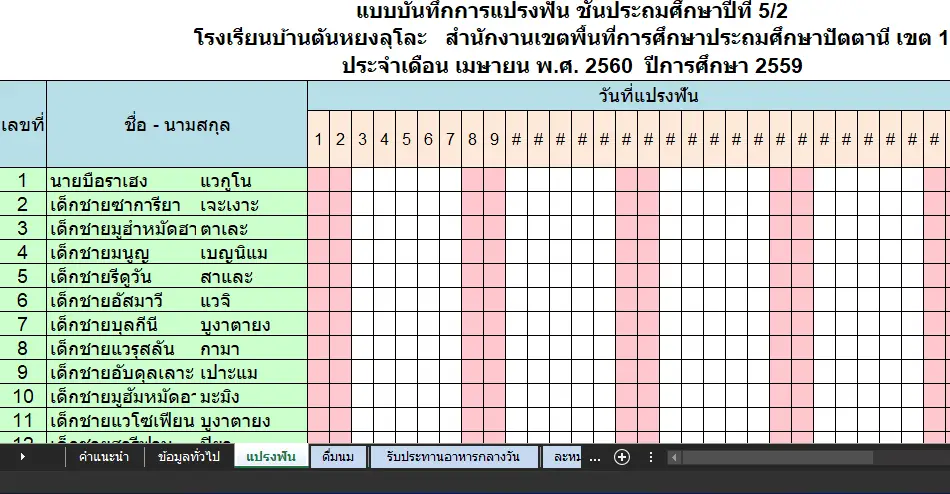 แบบบันทึกการแปรงฟัน ชั้นประถมศึกษาปีที่ 5/2
โรงเรียนบ้านตันหยงลุโละ สำนักงานเขตพื้นที่การศึกษาประถมศึกษาปัตตานี เขต 1
ประจำเดือน เมษายน พ.ศ. 2560 ปีการศึกษา 2559
เลขที่ ชื่อ - นามสกุล วันที่แปรงฟัน
1 2 3 4 5 6 7 8 9 # # # # # # # # # # # # # # # # # # # #
1 นายบือราเฮง แวกูโน
2 เด็กชายซาการียา เจะเงาะ
3 เด็กชายมูฮำหมัดฮา ตาเละ
4 เด็กชายมนูญ เบญนิแม
5 เด็กชายรีดูวัน สาและ
6 เด็กชายอัสมาวี แวจิ
7 เด็กชายบุลกีนี บูงาตายง
8 เด็กชายแวรุสลัน กามา
9 เด็กชายอับดุลเลาะ เปาะแม
10 เด็กชายมูฮัมหมัดอา มะมิง
11 เด็กชายแวโซเฟียน บูงาตายง
12
คำแนะนำ ข้อมูลทั่วไป แปรงฟัน ดื่มนม รับประทานอาหารกลางวัน ละหม ...